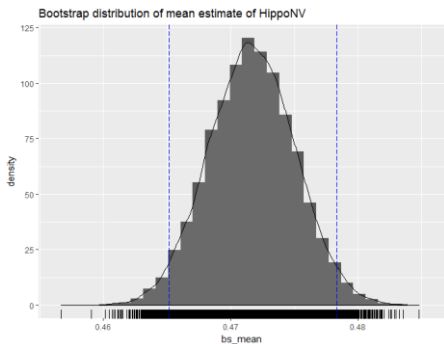 Bootstrap distribution of mean estimate of HippoNV
125
100
75
50
25
0
density
0.46 0.47 0.48
bs_mean